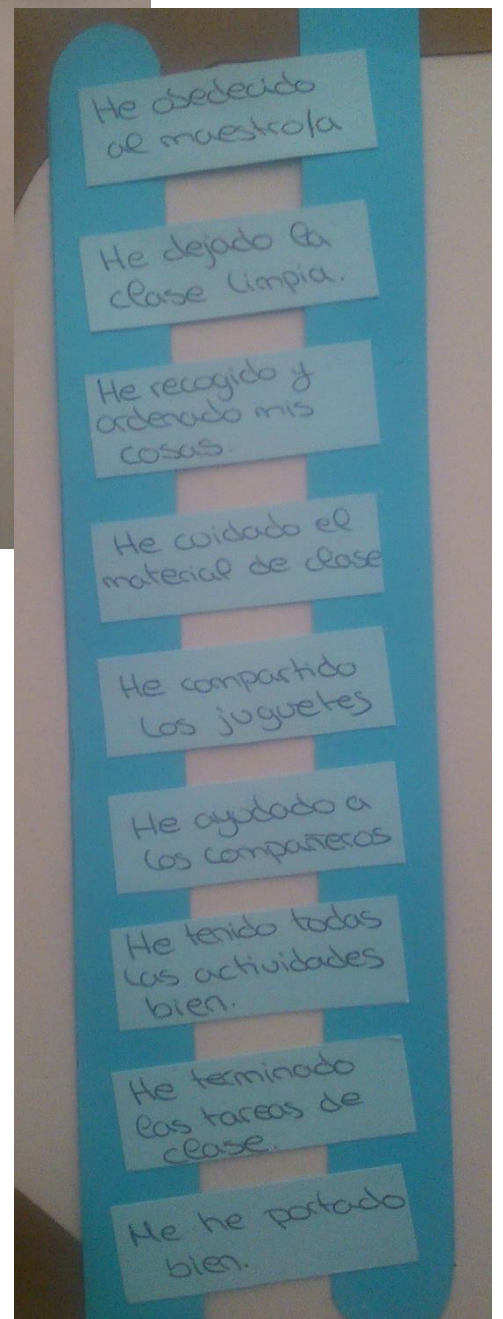 He obedecido
al maestro/a
He dejado la
clase limpia.
He recogido y
ordenado mis
cosas.
He cuidado el
material de clase
He compartido
los juguetes
He ayudado a
los compañeros
He tenido todas
las actividades
bien.
He terminado
las tareas de
clase.
Me he portado
bien.